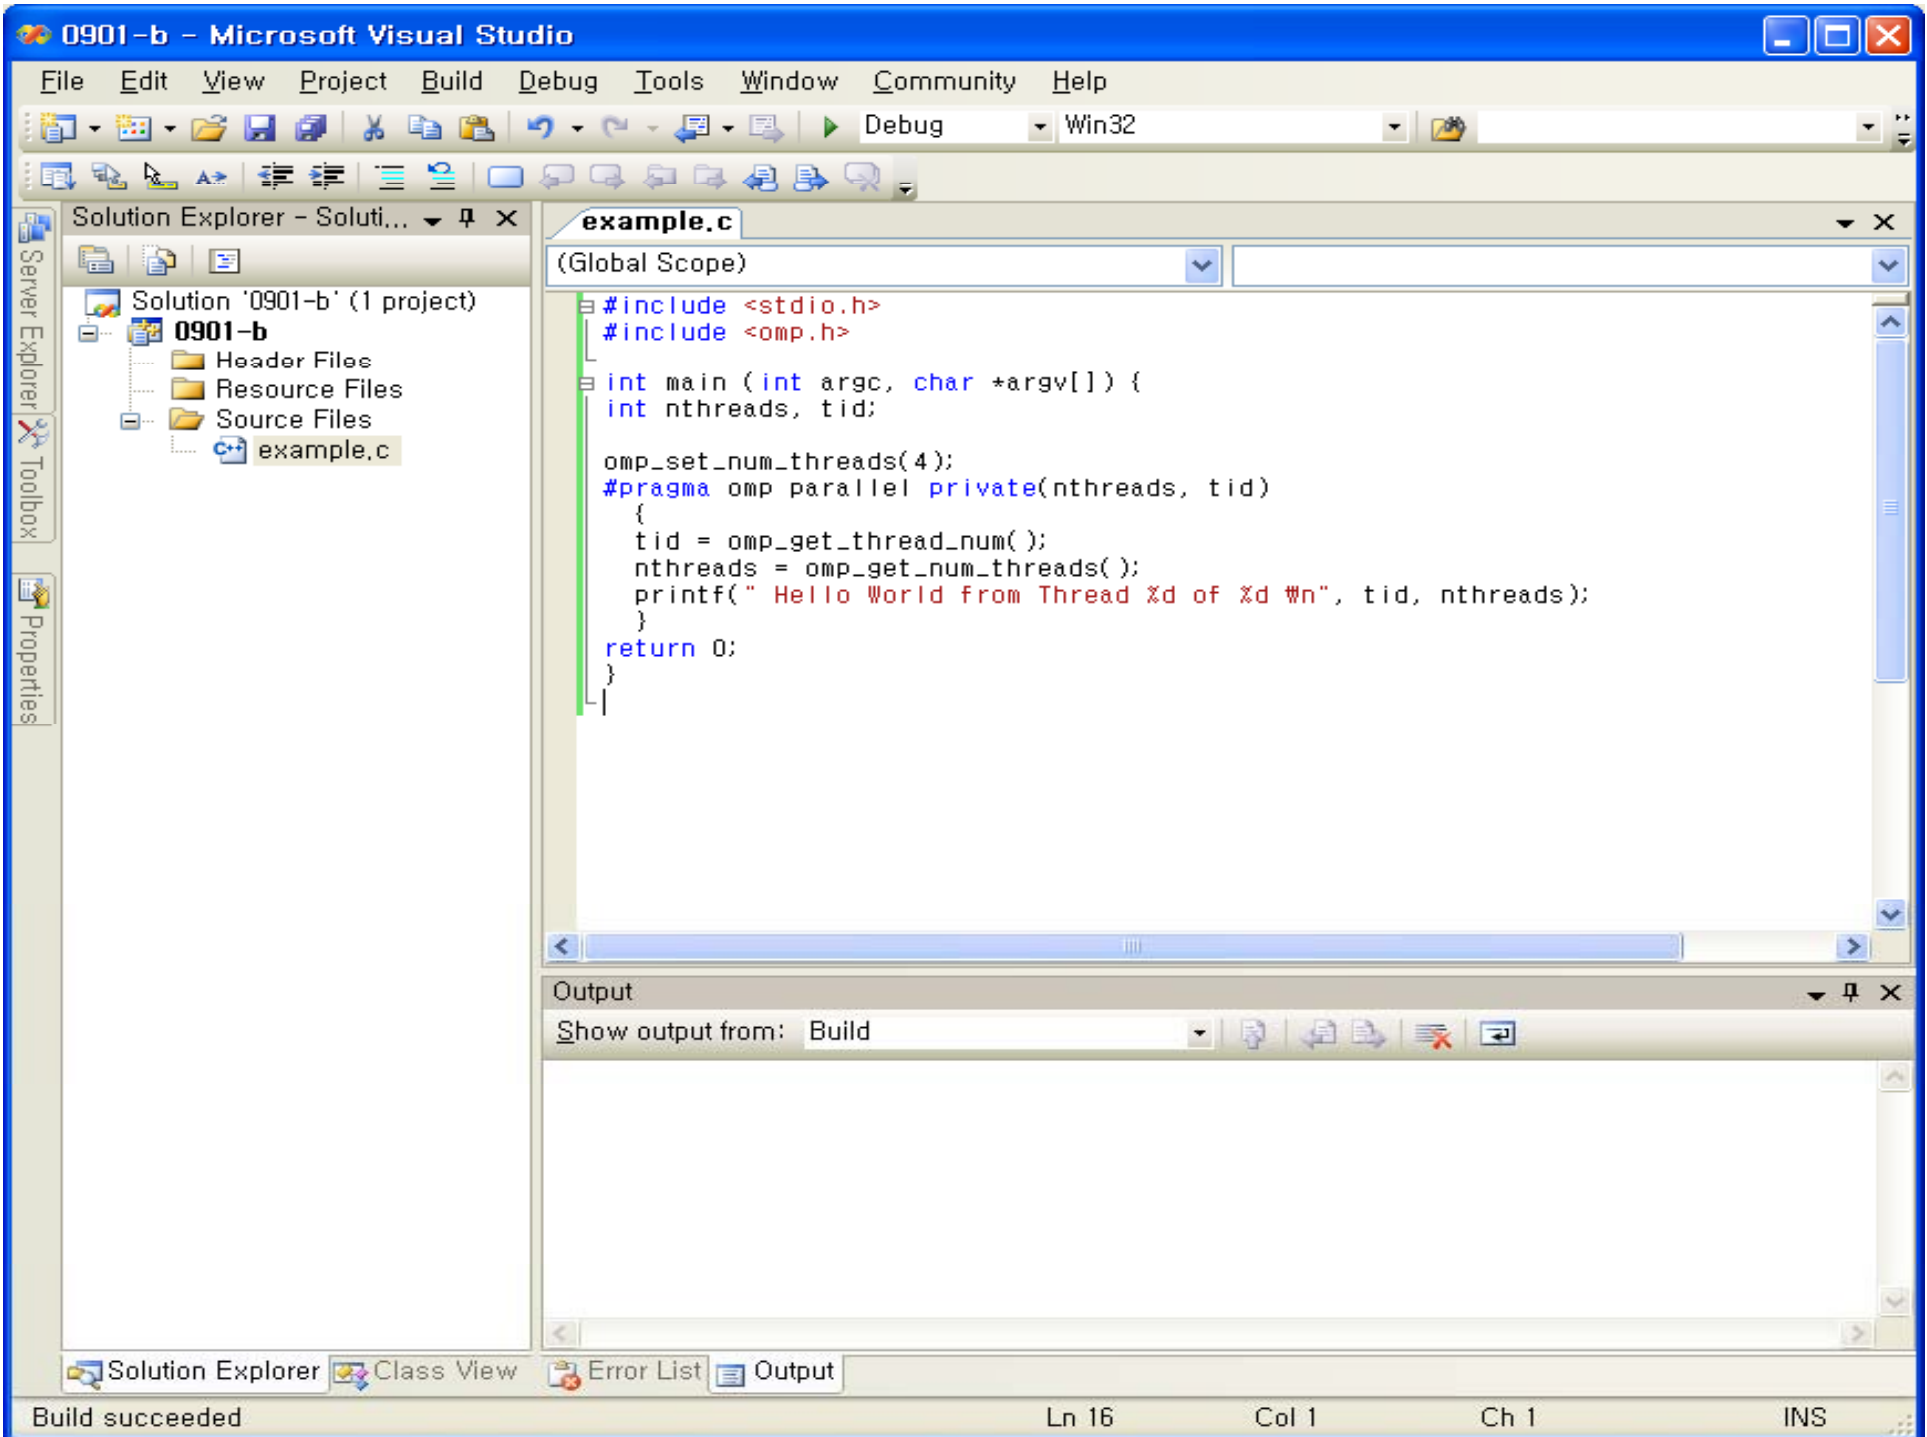 0901-b - Microsoft Visual Studio
File Edit View Project Build Debug Tools Window Community Help
Debug Win32
Solution Explorer - Soluti...
example.c
(Global Scope)
Server Explorer
Toolbox
Properties
Solution '0901-b' (1 project)
0901-b
Header Files
Resource Files
Source Files
example.c
#include <stdio.h>
#include <omp.h>
int main (int argc, char *argv[]) {
int nthreads, tid;
omp_set_num_threads(4);
#pragma omp parallel private(nthreads, tid)
{
tid = omp_get_thread_num();
nthreads = omp_get_num_threads();
printf(" Hello World from Thread %d of %d ₩n", tid, nthreads);
}
return 0;
}
Output
Show output from: Build
Solution Explorer Class View Error List Output
Build succeeded Ln 16 Col 1 Ch 1 INS